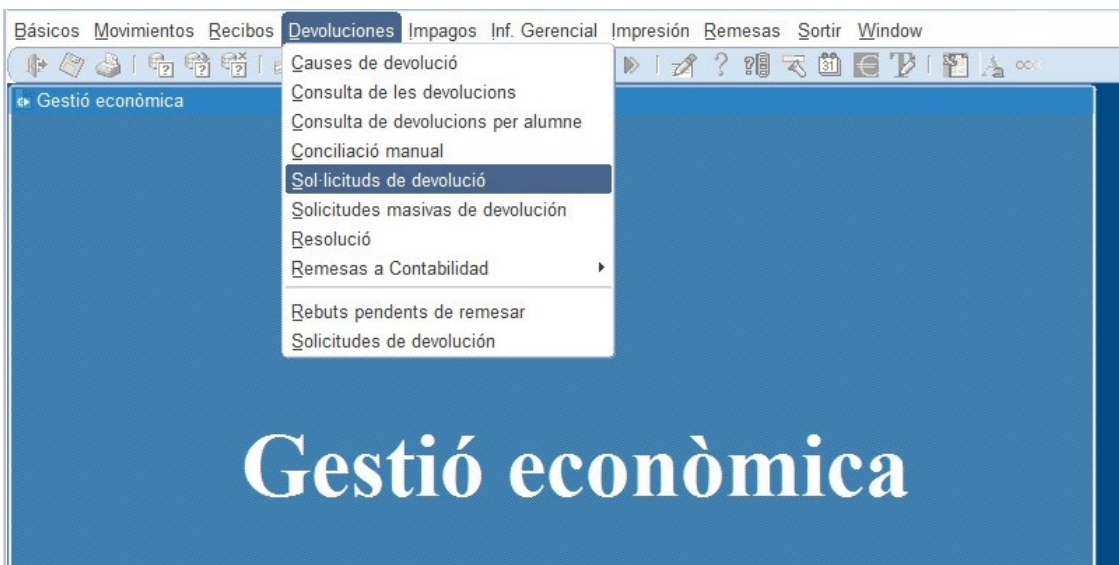 Básicos Movimientos Recibos Devoluciones Impagos Inf. Gerencial Impresión Remesas Sortir Window
Gestió econòmica
Causes de devolució
Consulta de les devolucions
Consulta de devolucions per alumne
Conciliació manual
Sol·licituds de devolució
Solicitudes masivas de devolución
Resolució
Remesas a Contabilidad
Rebuts pendents de remesar
Solicitudes de devolución
Gestió econòmica